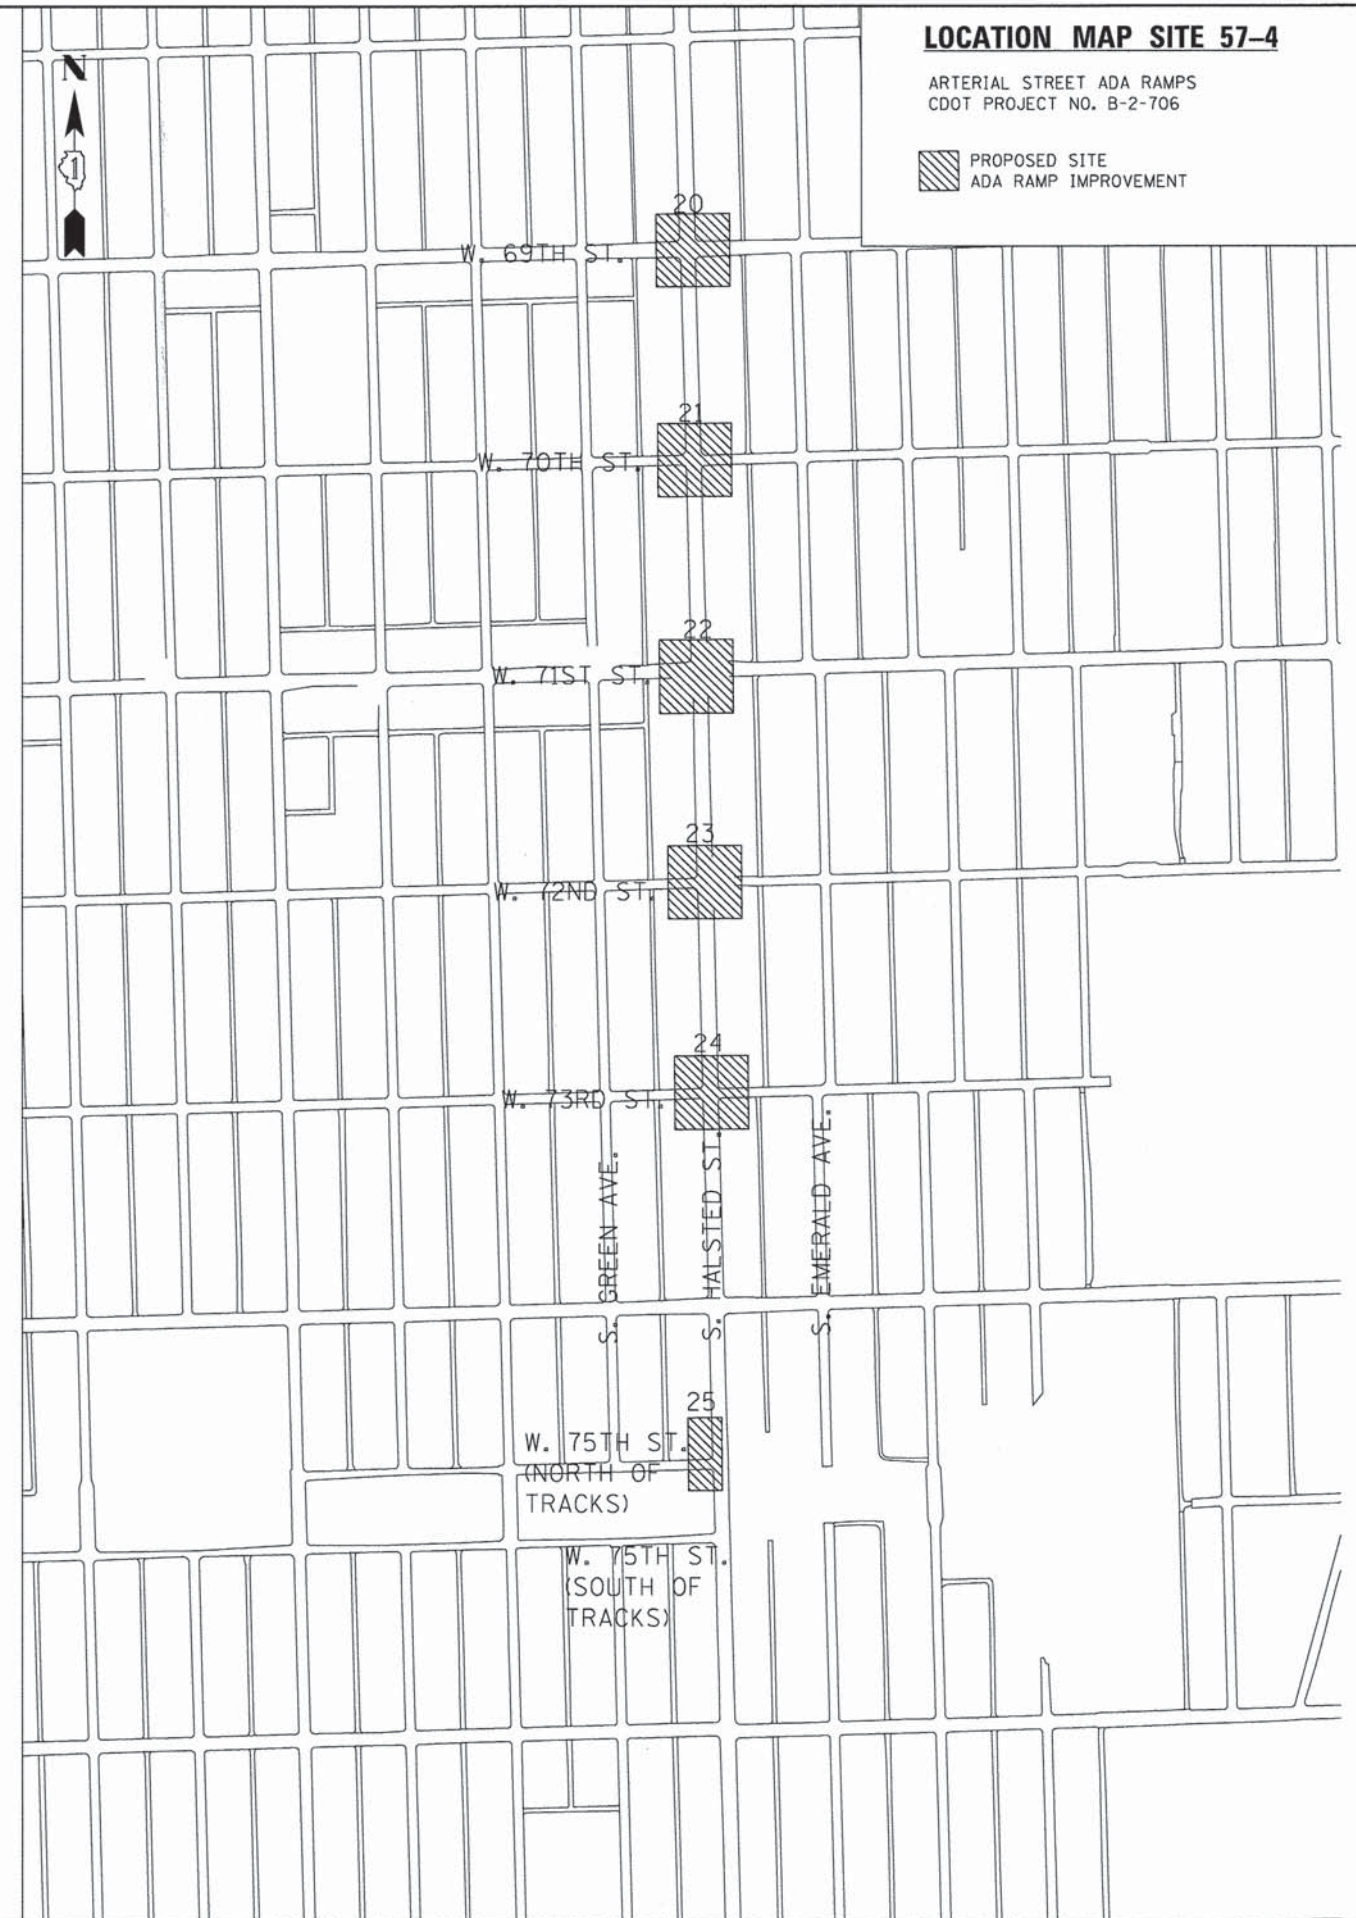 LOCATION MAP SITE 57-4
ARTERIAL STREET ADA RAMPS
CDOT PROJECT NO. B-2-706
PROPOSED SITE
ADA RAMP IMPROVEMENT
N
1
20
W. 69TH ST.
21
W. 70TH ST.
22
W. 71ST ST.
23
W. 72ND ST.
24
W. 73RD ST.
S. GREEN AVE.
S. HALSTED ST.
S. EMERALD AVE.
25
W. 75TH ST.
(NORTH OF
TRACKS)
W. 75TH ST.
(SOUTH OF
TRACKS)